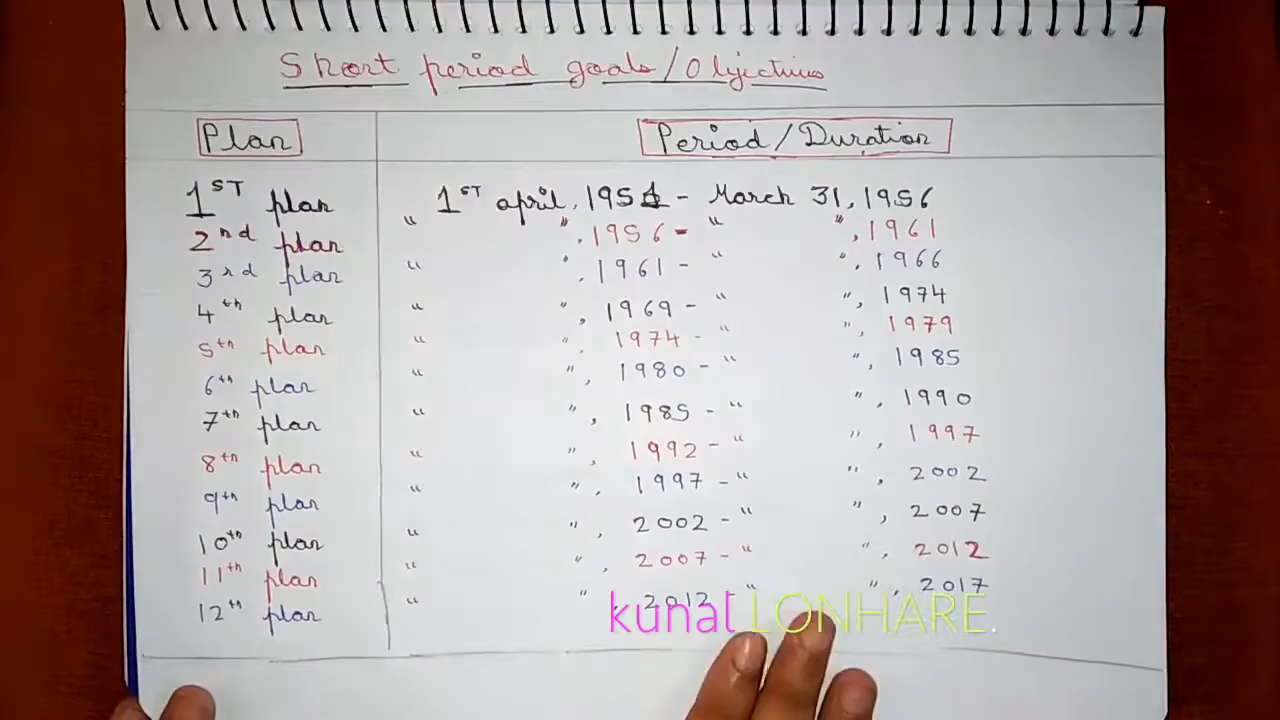 Short period goals/Objectives
Plan Period/Duration
1ST plan 1ST april, 1951 - March 31, 1956
2nd plan " ", 1956 - " ", 1961
3rd plan " ", 1961 - " ", 1966
4th plan " ", 1969 - " ", 1974
5th plan " ", 1974 - " ", 1979
6th plan " ", 1980 - " ", 1985
7th plan " ", 1985 - " ", 1990
8th plan " ", 1992 - " ", 1997
9th plan " ", 1997 - " ", 2002
10th plan " ", 2002 - " ", 2007
11th plan " ", 2007 - " ", 2012
12th plan " ", 2012 - " ", 2017
kunal LONHARE.